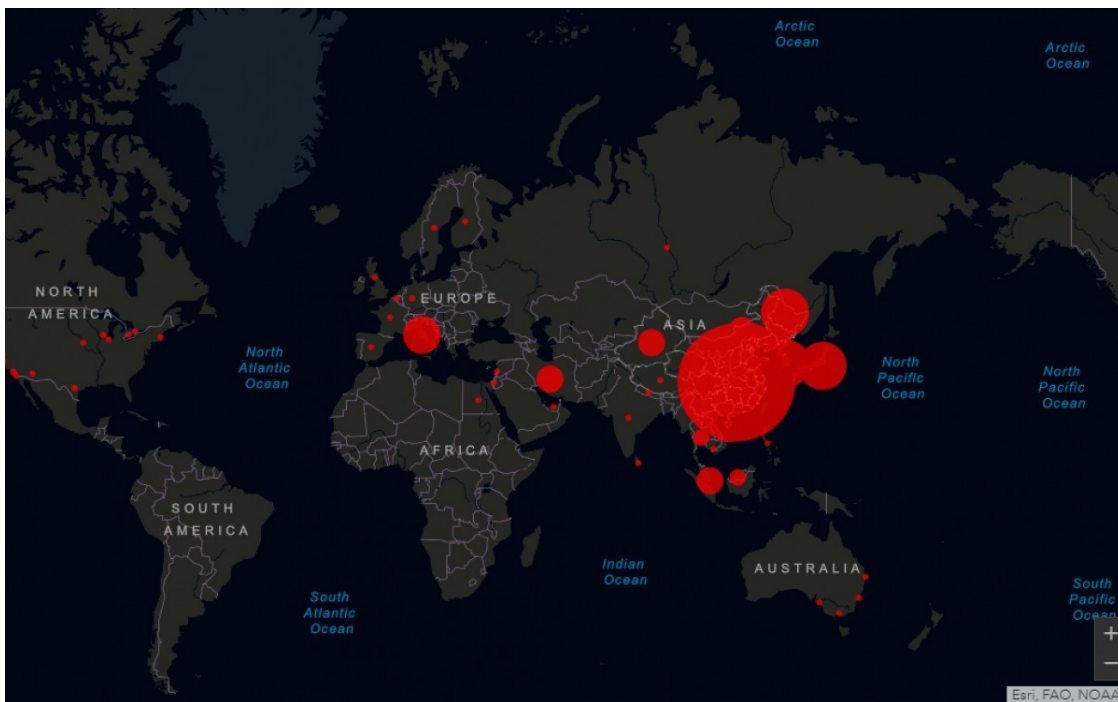 Arctic
Ocean
Arctic
Ocean
NORTH
AMERICA
EUROPE
ASIA
North
Atlantic
Ocean
North
Pacific
Ocean
North
Pacific
Ocean
AFRICA
SOUTH
AMERICA
Indian
Ocean
AUSTRALIA
South
Atlantic
Ocean
South
Pacific
Ocean
+
−
Esri, FAO, NOAA